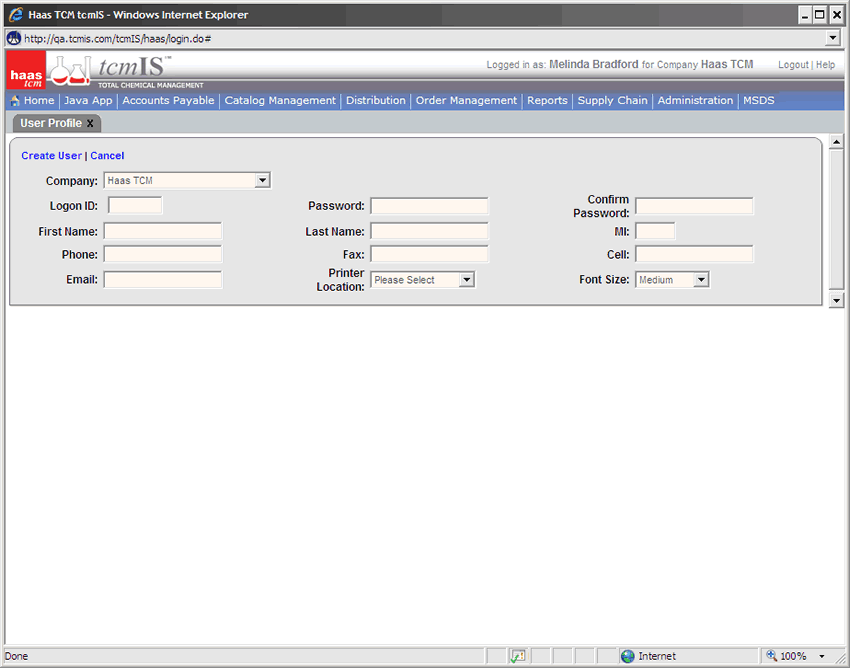 Haas TCM tcmIS - Windows Internet Explorer
http://qa.tcmis.com/tcmIS/haas/login.do#
haas tcm tcmIS™ Logged in as: Melinda Bradford for Company Haas TCM Logout | Help
TOTAL CHEMICAL MANAGEMENT
Home | Java App | Accounts Payable | Catalog Management | Distribution | Order Management | Reports | Supply Chain | Administration | MSDS
User Profile x
Create User | Cancel
Company: Haas TCM
Logon ID: Password: Confirm Password:
First Name: Last Name: MI:
Phone: Fax: Cell:
Email: Printer Location: Please Select Font Size: Medium
Done Internet 100%